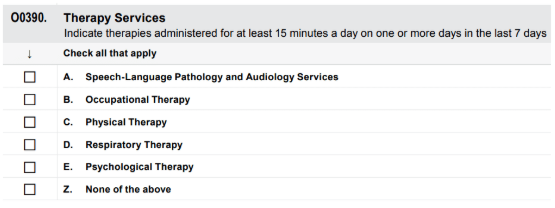 O0390. Therapy Services
Indicate therapies administered for at least 15 minutes a day on one or more days in the last 7 days
↓ Check all that apply
☐ A. Speech-Language Pathology and Audiology Services
☐ B. Occupational Therapy
☐ C. Physical Therapy
☐ D. Respiratory Therapy
☐ E. Psychological Therapy
☐ Z. None of the above